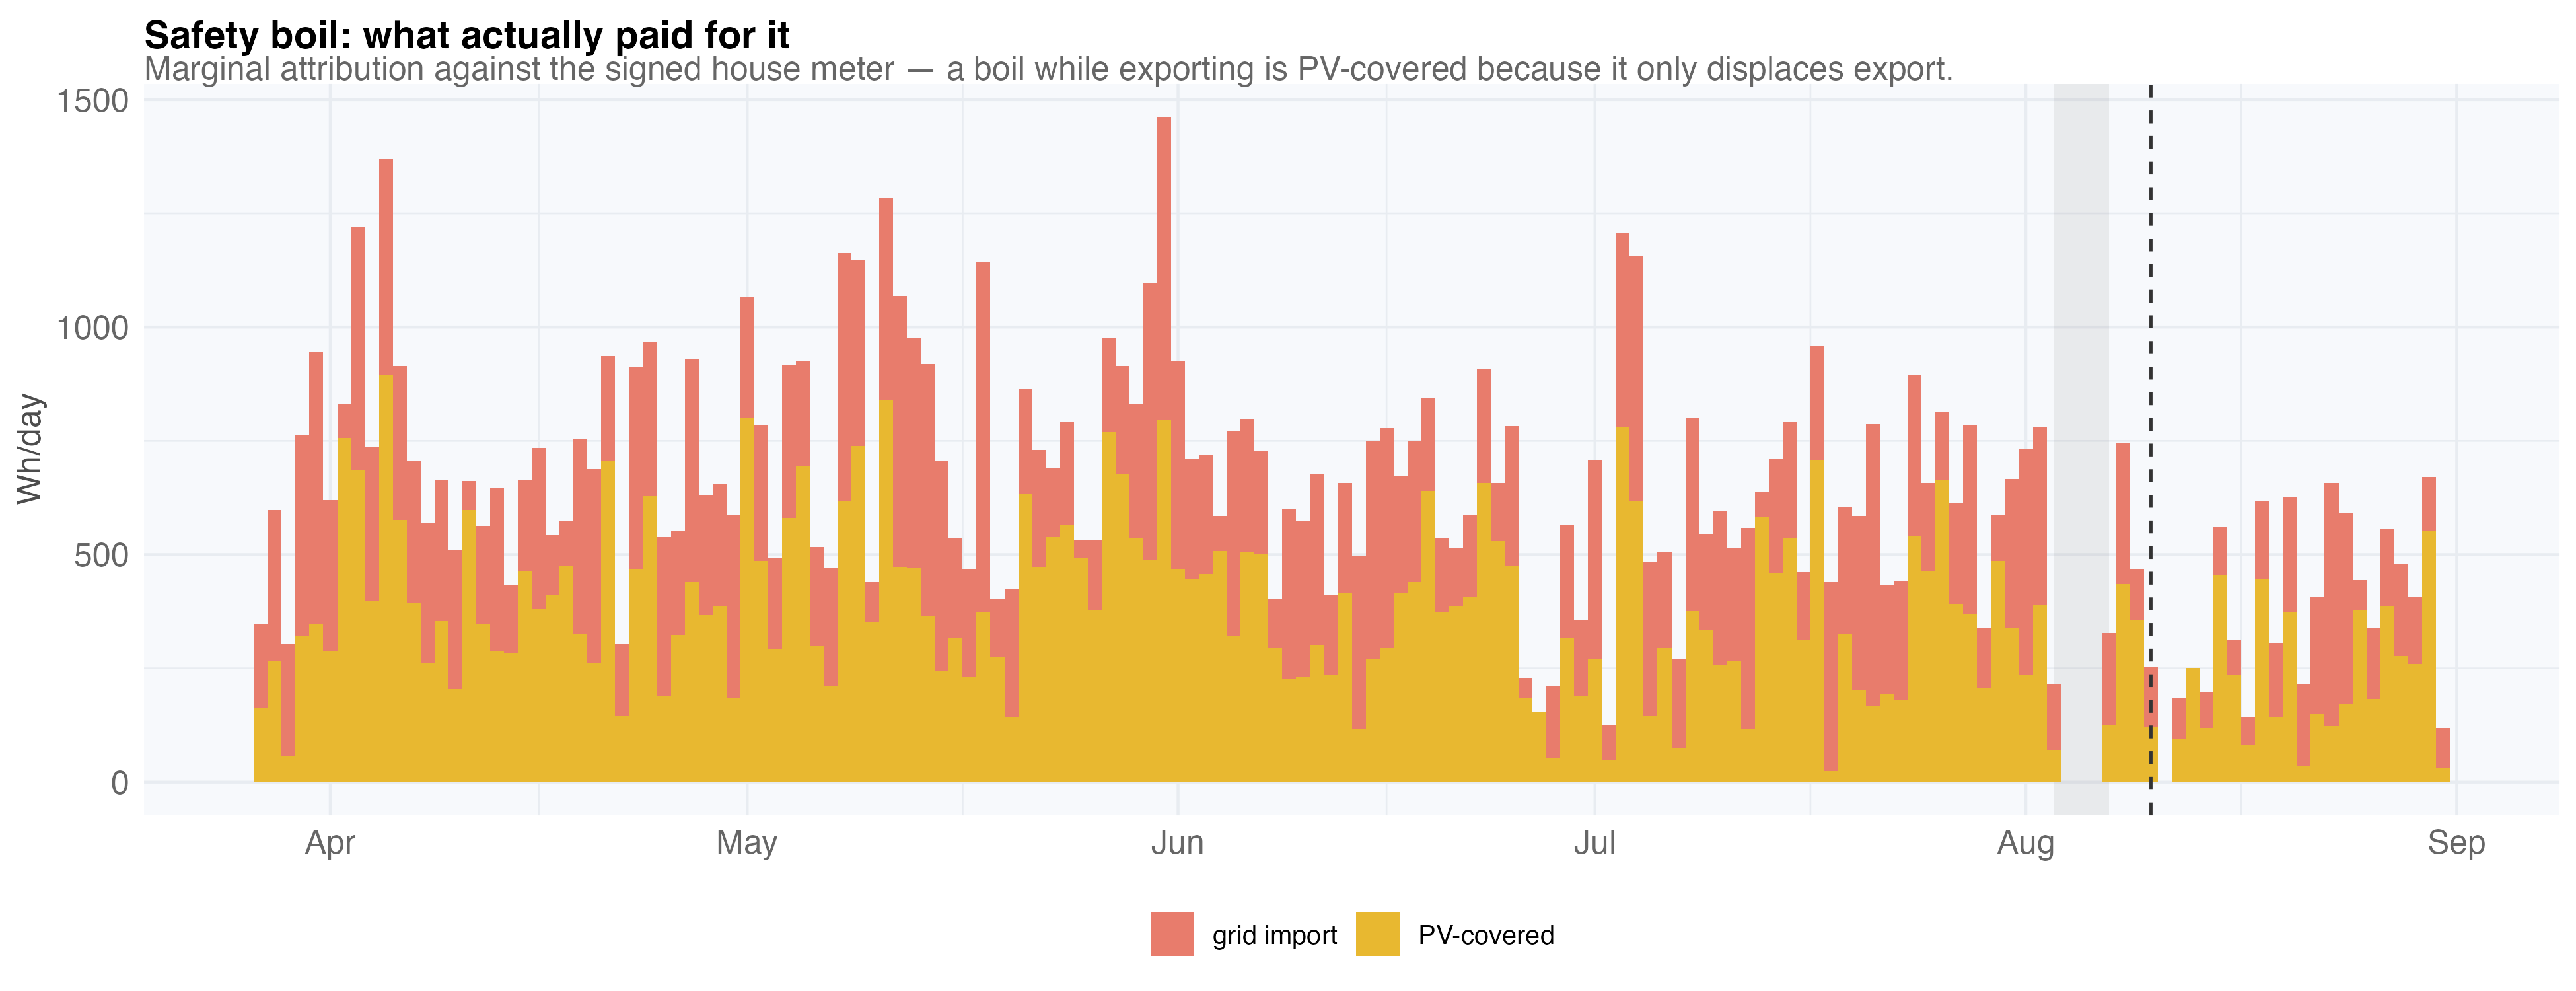 Safety boil: what actually paid for it
Marginal attribution against the signed house meter — a boil while exporting is PV-covered because it only displaces export.
Wh/day
1500
1000
500
0
Apr May Jun Jul Aug Sep
grid import PV-covered